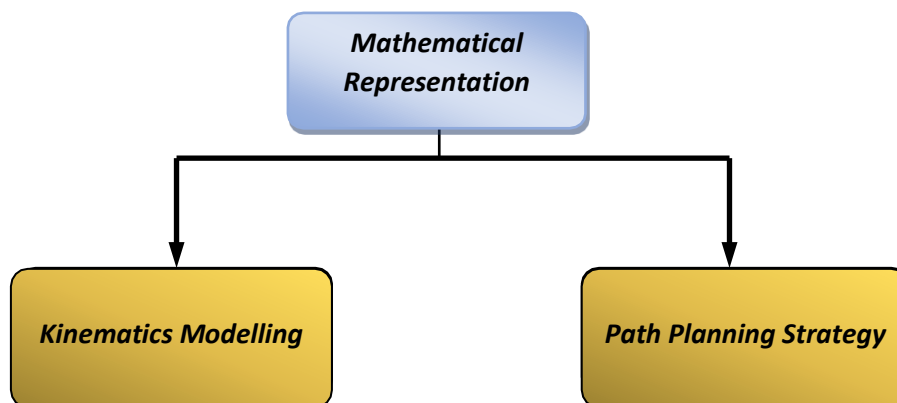 Mathematical
Representation
Kinematics Modelling
Path Planning Strategy